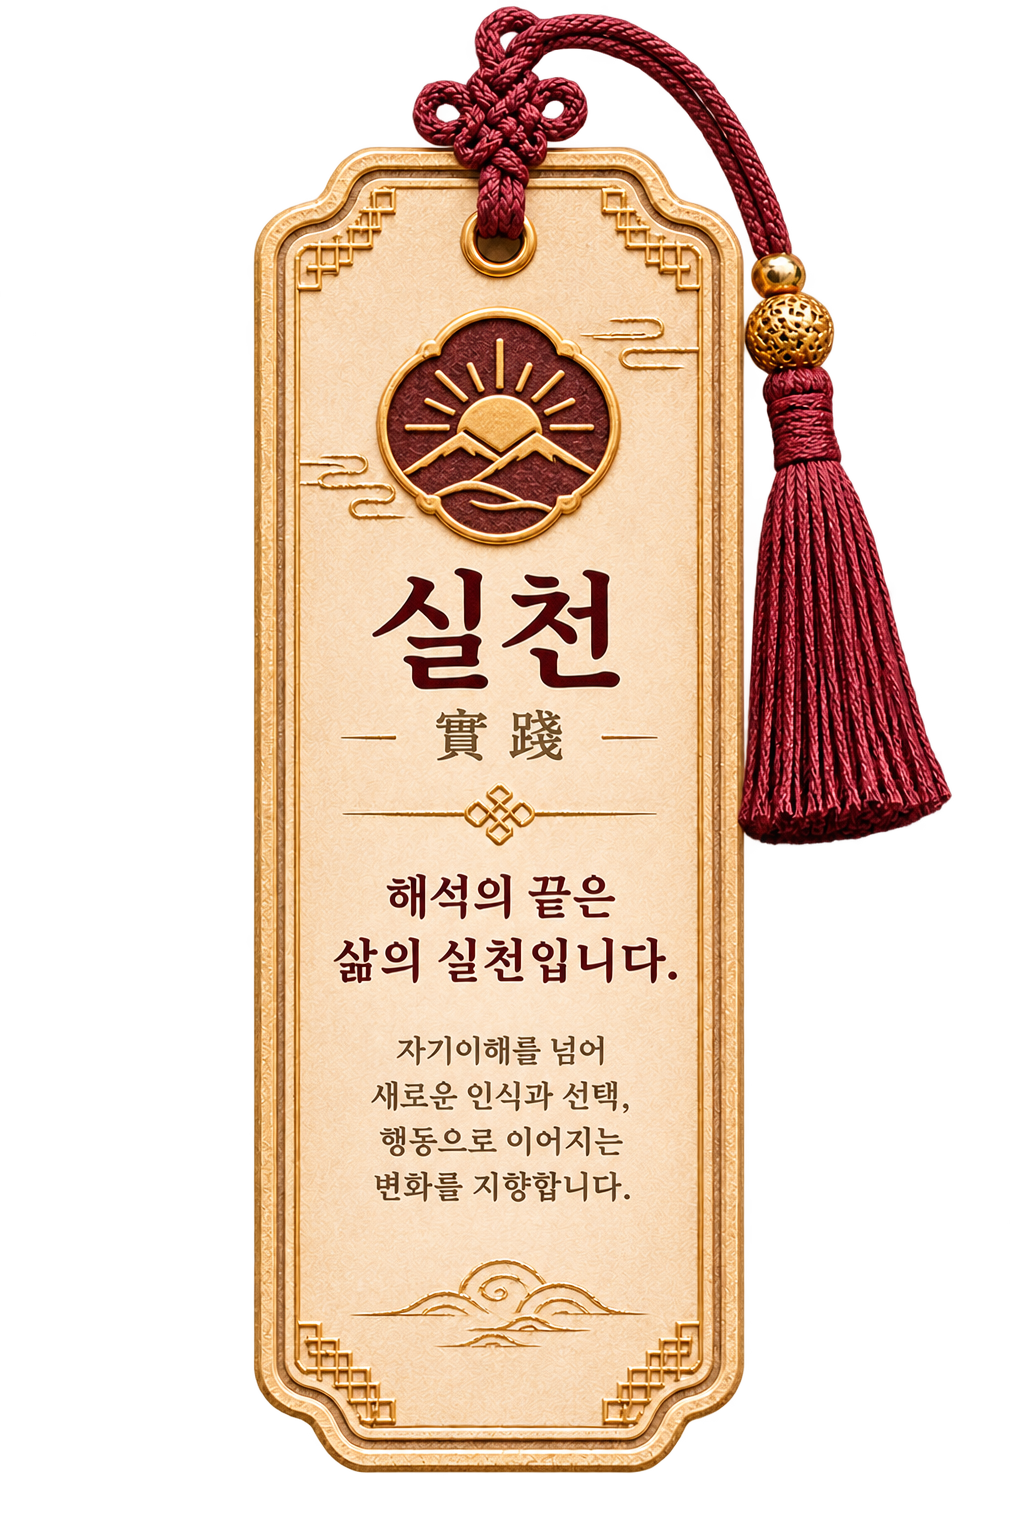 실천
實踐
해석의 끝은
삶의 실천입니다.
자기이해를 넘어
새로운 인식과 선택,
행동으로 이어지는
변화를 지향합니다.